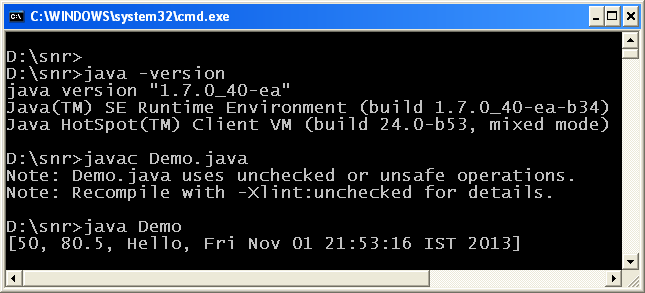 C:\WINDOWS\system32\cmd.exe
D:\snr>
D:\snr>java -version
java version "1.7.0_40-ea"
Java(TM) SE Runtime Environment (build 1.7.0_40-ea-b34)
Java HotSpot(TM) Client VM (build 24.0-b53, mixed mode)
D:\snr>javac Demo.java
Note: Demo.java uses unchecked or unsafe operations.
Note: Recompile with -Xlint:unchecked for details.
D:\snr>java Demo
[50, 80.5, Hello, Fri Nov 01 21:53:16 IST 2013]